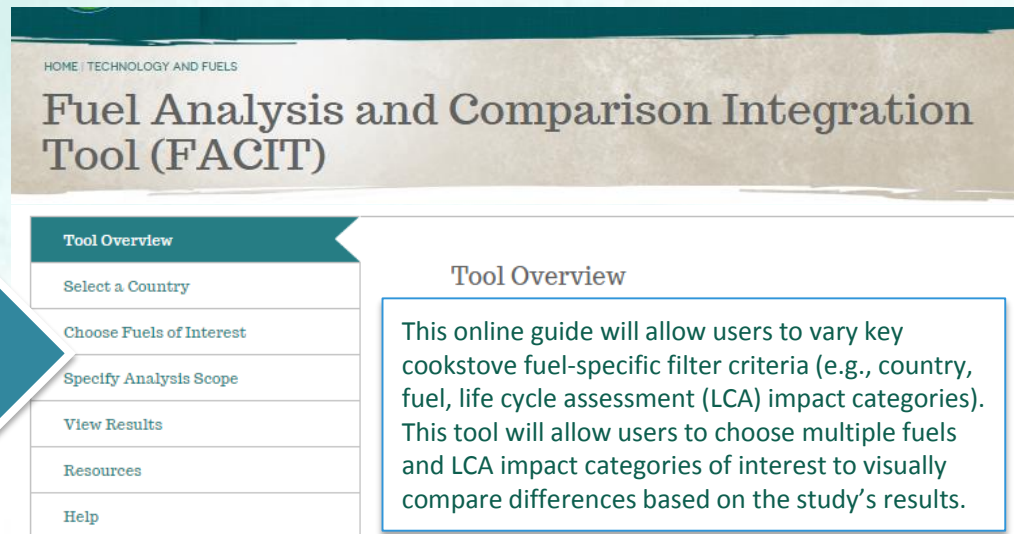 HOME | TECHNOLOGY AND FUELS
Fuel Analysis and Comparison Integration
Tool (FACIT)
Tool Overview
Select a Country
Choose Fuels of Interest
Specify Analysis Scope
View Results
Resources
Help
Tool Overview
This online guide will allow users to vary key
cookstove fuel-specific filter criteria (e.g., country,
fuel, life cycle assessment (LCA) impact categories).
This tool will allow users to choose multiple fuels
and LCA impact categories of interest to visually
compare differences based on the study's results.